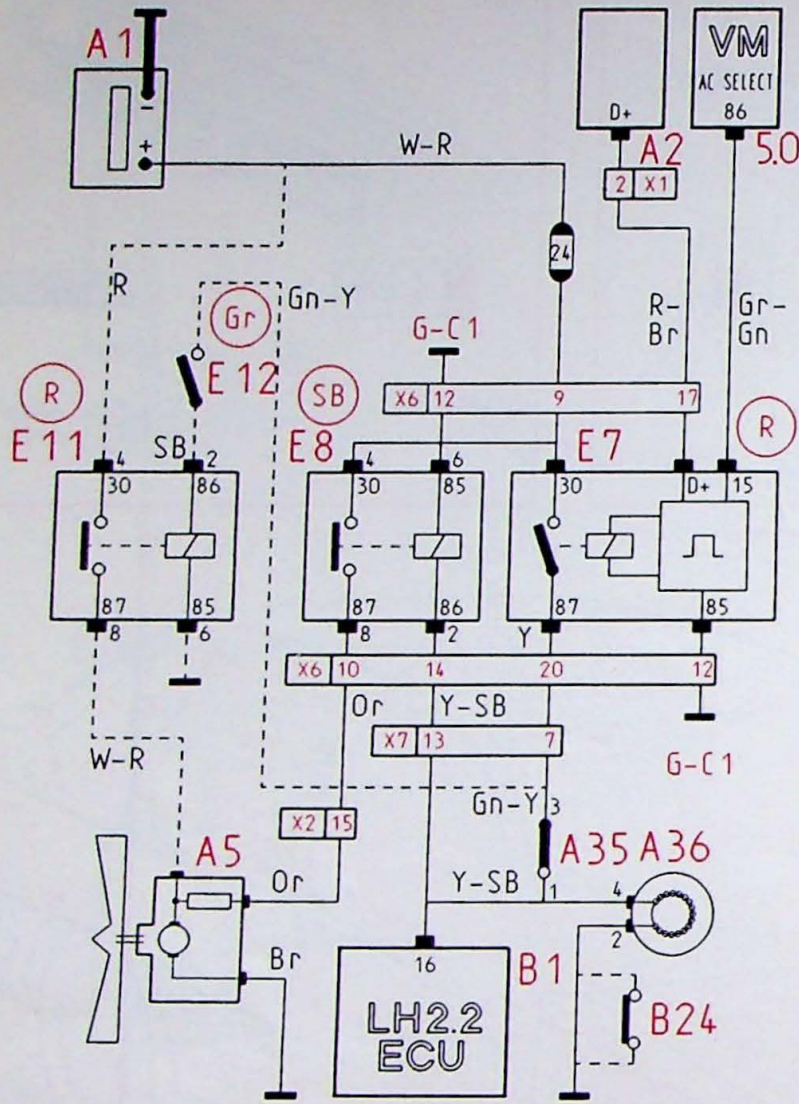 A1
−
+
W-R
D+
A2
2 X1
VM
AC SELECT
86
5.0
24
R
Gn-Y
Gr
E12
G-C1
R-
Br
Gr-
Gn
R
E11
SB
SB
E8
X6 12 9 17
E7
R
4
2
30
86
87
85
8
6
4
6
30
85
87
86
8
2
30
D+
15
87
85
Y
X6 10 14 20 12
Or
Y-SB
X7 13 7
G-C1
W-R
X2 15
Gn-Y
3
A5
A35
A36
Or
Y-SB
1
4
2
Br
16
B1
LH2.2
ECU
B24